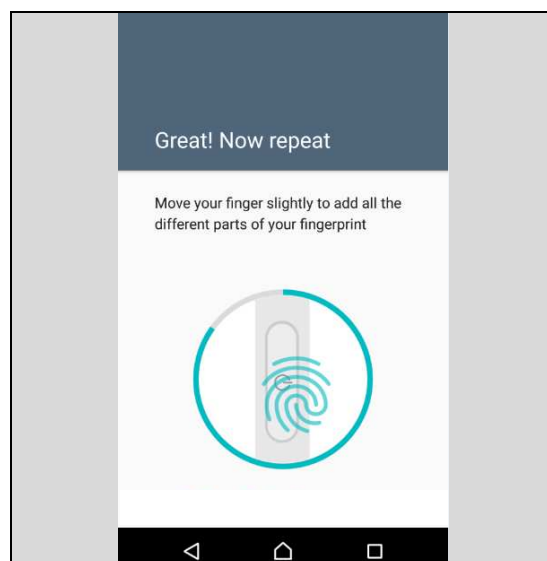 Great! Now repeat
Move your finger slightly to add all the
different parts of your fingerprint